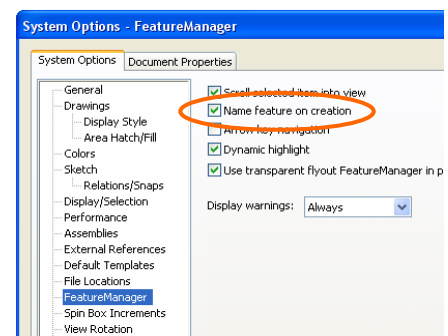 System Options - FeatureManager
System Options
Document Properties
General
Drawings
Display Style
Area Hatch/Fill
Colors
Sketch
Relations/Snaps
Display/Selection
Performance
Assemblies
External References
Default Templates
File Locations
FeatureManager
Spin Box Increments
View Rotation
Scroll selected item into view
Name feature on creation
Arrow key navigation
Dynamic highlight
Use transparent flyout FeatureManager in p
Display warnings: Always